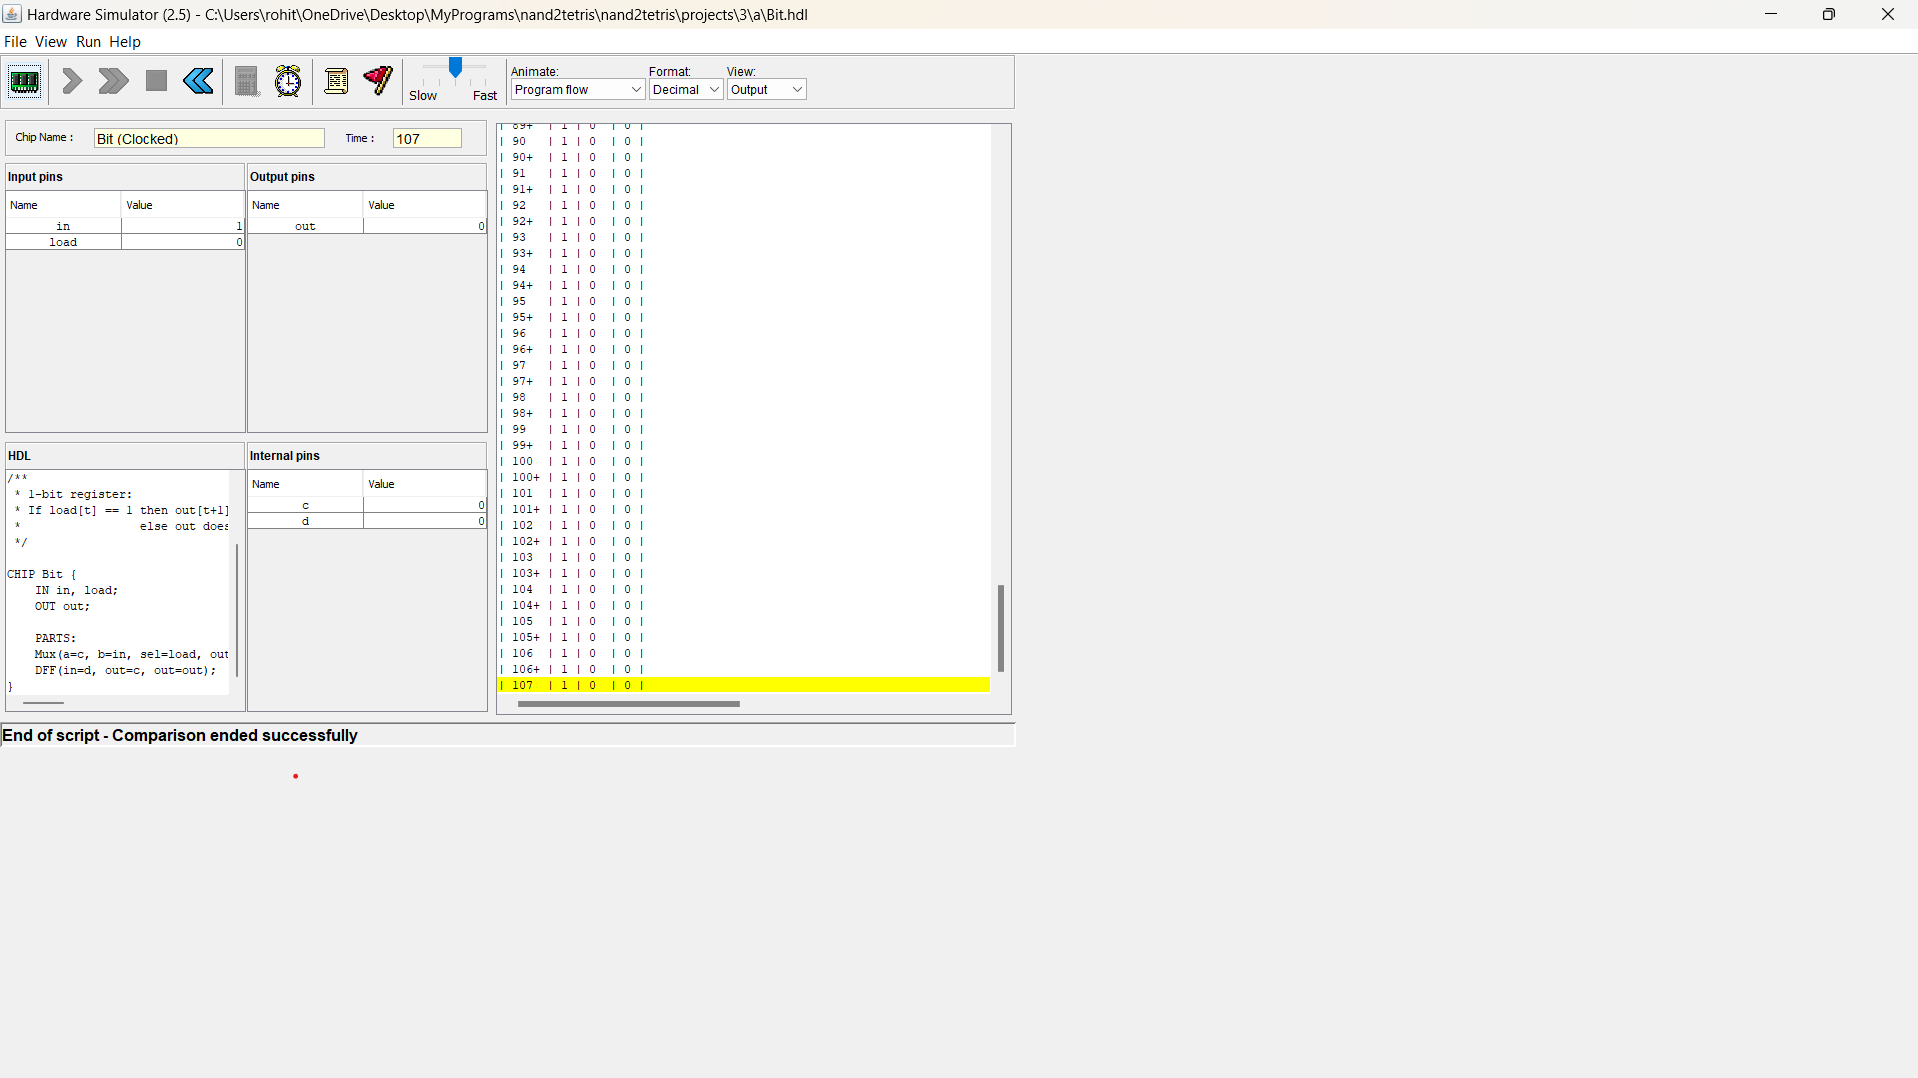 Hardware Simulator (2.5) - C:\Users\rohit\OneDrive\Desktop\MyPrograms\nand2tetris\nand2tetris\projects\3\a\Bit.hdl
File View Run Help
Slow Fast
Animate: Format: View:
Program flow Decimal Output
Chip Name : Bit (Clocked) Time : 107
Input pins
Name Value
in 1
load 0
Output pins
Name Value
out 0
HDL
/**
* 1-bit register:
* If load[t] == 1 then out[t+1]
* else out does
*/
CHIP Bit {
IN in, load;
OUT out;
PARTS:
Mux(a=c, b=in, sel=load, out
DFF(in=d, out=c, out=out);
}
Internal pins
Name Value
c 0
d 0
| 89+ | 1 | 0 | 0 |
| 90 | 1 | 0 | 0 |
| 90+ | 1 | 0 | 0 |
| 91 | 1 | 0 | 0 |
| 91+ | 1 | 0 | 0 |
| 92 | 1 | 0 | 0 |
| 92+ | 1 | 0 | 0 |
| 93 | 1 | 0 | 0 |
| 93+ | 1 | 0 | 0 |
| 94 | 1 | 0 | 0 |
| 94+ | 1 | 0 | 0 |
| 95 | 1 | 0 | 0 |
| 95+ | 1 | 0 | 0 |
| 96 | 1 | 0 | 0 |
| 96+ | 1 | 0 | 0 |
| 97 | 1 | 0 | 0 |
| 97+ | 1 | 0 | 0 |
| 98 | 1 | 0 | 0 |
| 98+ | 1 | 0 | 0 |
| 99 | 1 | 0 | 0 |
| 99+ | 1 | 0 | 0 |
| 100 | 1 | 0 | 0 |
| 100+ | 1 | 0 | 0 |
| 101 | 1 | 0 | 0 |
| 101+ | 1 | 0 | 0 |
| 102 | 1 | 0 | 0 |
| 102+ | 1 | 0 | 0 |
| 103 | 1 | 0 | 0 |
| 103+ | 1 | 0 | 0 |
| 104 | 1 | 0 | 0 |
| 104+ | 1 | 0 | 0 |
| 105 | 1 | 0 | 0 |
| 105+ | 1 | 0 | 0 |
| 106 | 1 | 0 | 0 |
| 106+ | 1 | 0 | 0 |
| 107 | 1 | 0 | 0 |
End of script - Comparison ended successfully